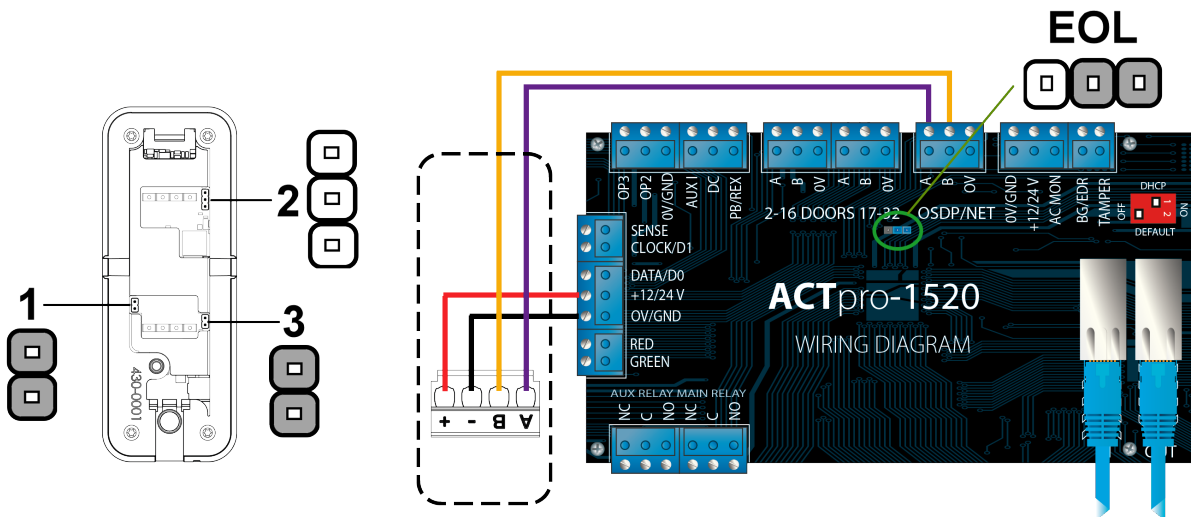 EOL
OP3
OP2
0V/GND
AUX I
DC
PB/REX
A
B
0V
A
B
0V
A
B
0V
0V/GND
+12/24 V
AC MON
BG/EDR
TAMPER
DHCP
OFF
1
2
ON
DEFAULT
2-16 DOORS 17-32 OSDP/NET
SENSE
CLOCK/D1
DATA/D0
+12/24 V
0V/GND
RED
GREEN
ACTpro-1520
WIRING DIAGRAM
AUX RELAY MAIN RELAY
NC
C
NO
NC
C
NO
OUT
1
2
3
430-0001
+
-
B
A